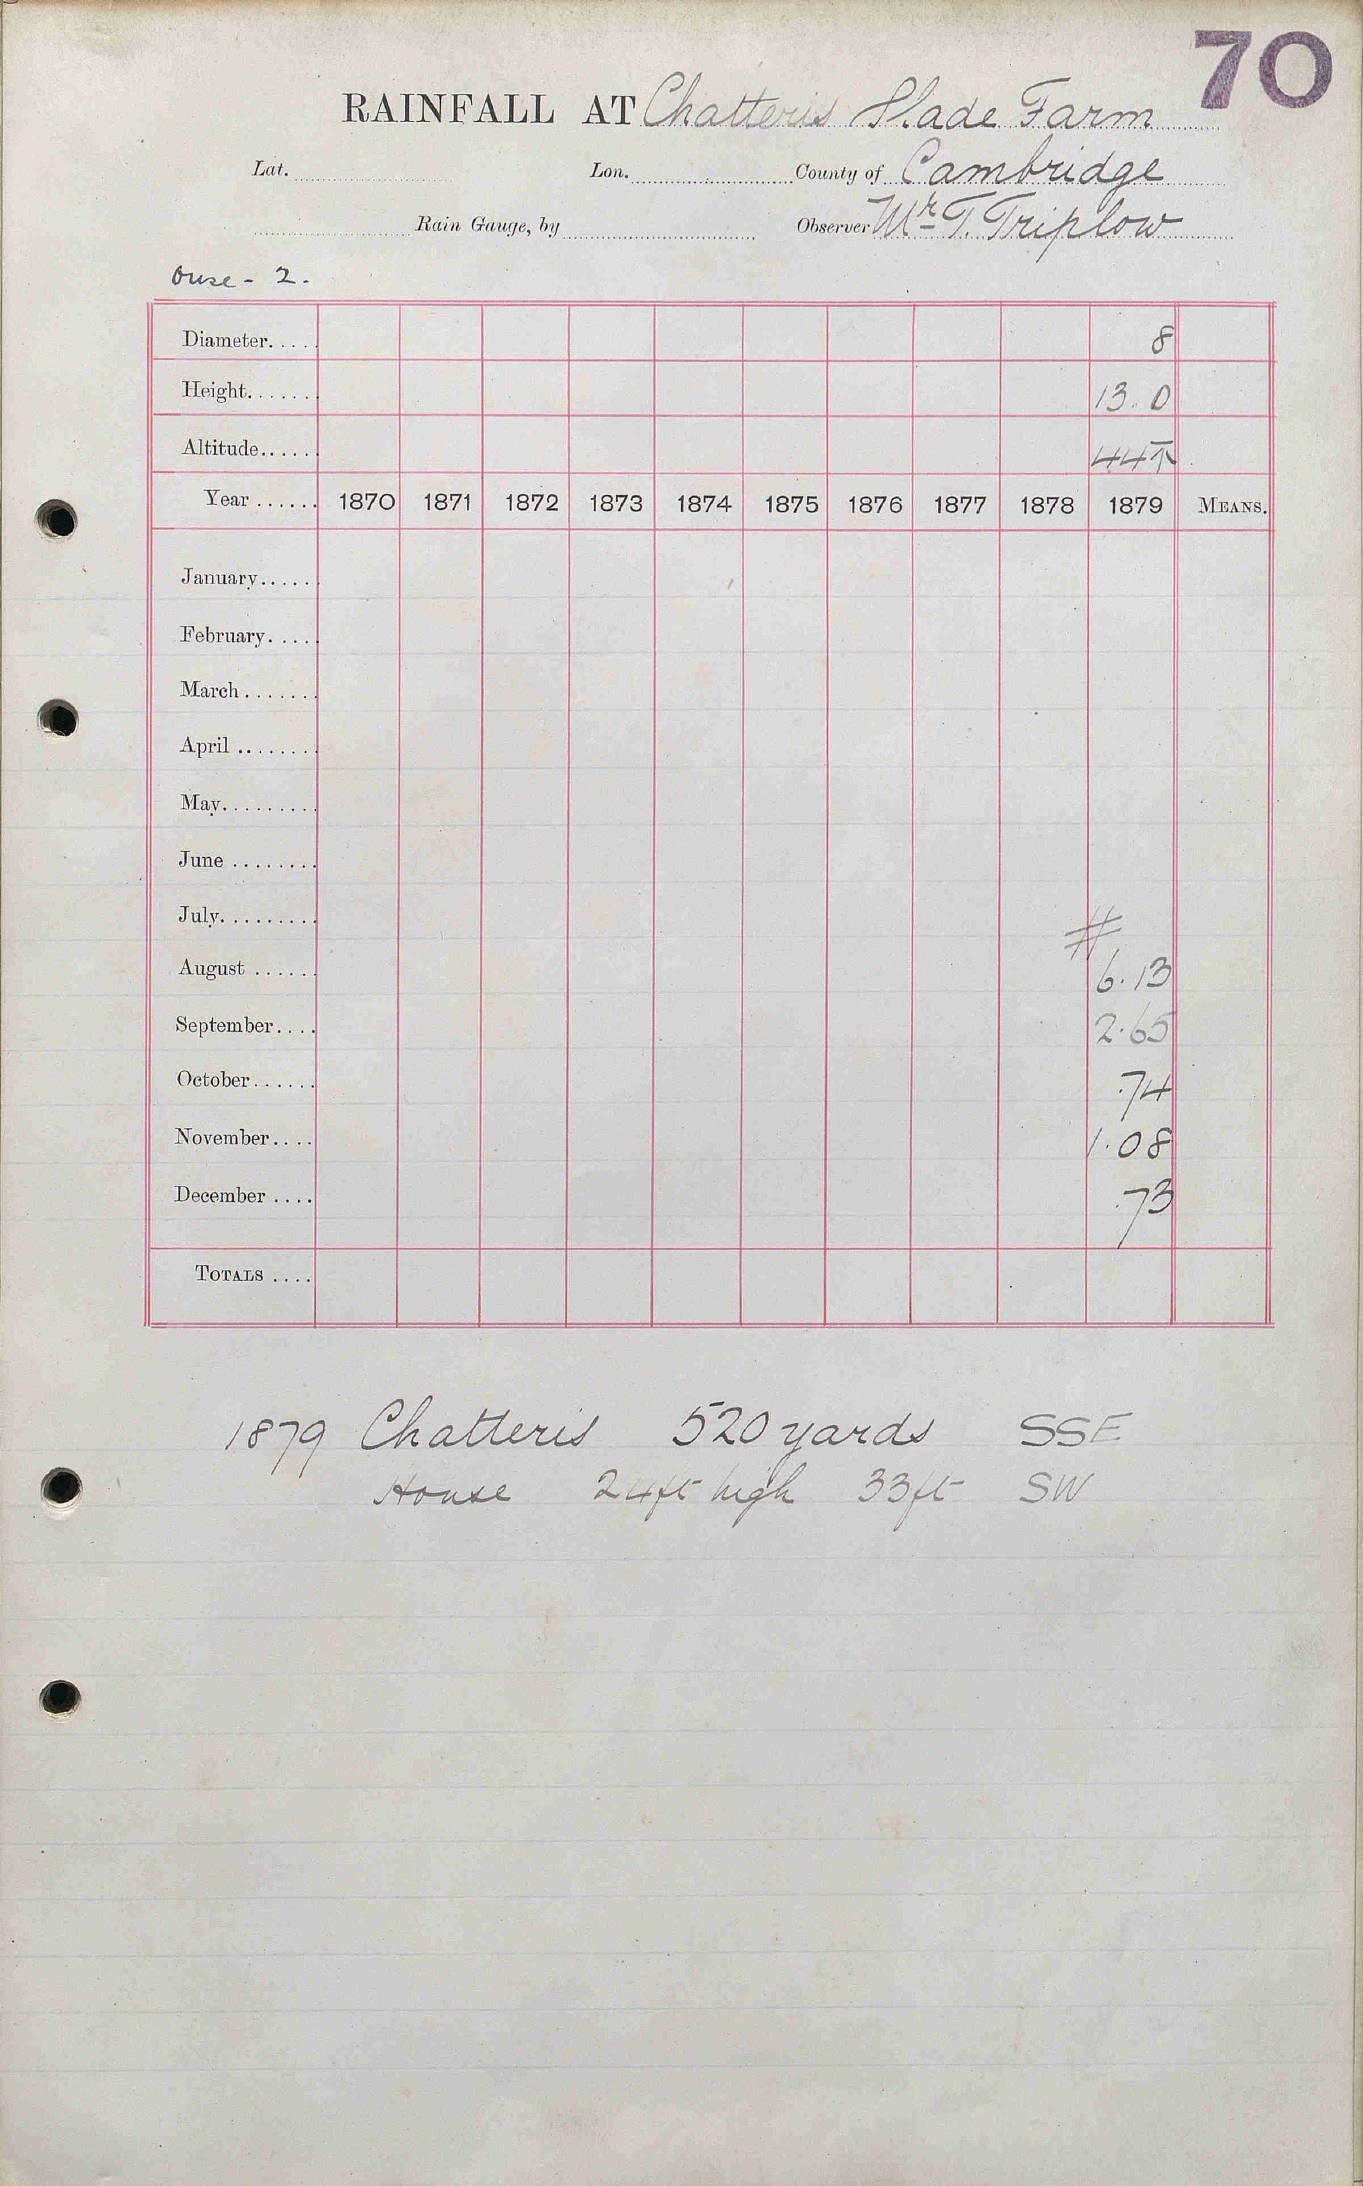 70
RAINFALL AT Chatteris Slade Farm
Lat. Lon. County of Cambridge
Rain Gauge, by Observer Mr T. Triplow
Ouse - 2.
Diameter..... 8
Height....... 13.0
Altitude...... 44
Year ...... 1870 1871 1872 1873 1874 1875 1876 1877 1878 1879 MEANS.
January......
February.....
March .......
April ........
May.........
June ........
July.........
#
August ...... 6.13
September.... 2.65
October...... .74
November.... 1.08
December .... .73
TOTALS ....
1879 Chatteris 520 yards SSE
House 24ft high 33ft SW